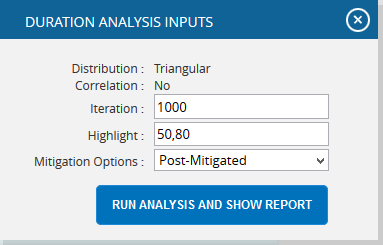 DURATION ANALYSIS INPUTS
Distribution : Triangular
Correlation : No
Iteration : 1000
Highlight : 50,80
Mitigation Options : Post-Mitigated
RUN ANALYSIS AND SHOW REPORT